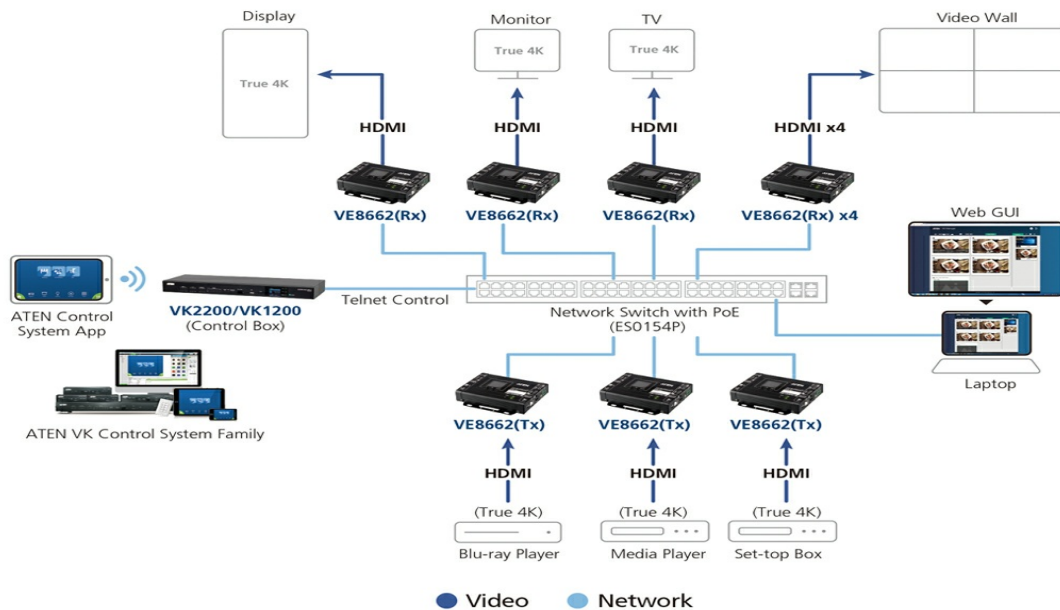 Display
Monitor
TV
Video Wall
True 4K
True 4K
True 4K
HDMI
HDMI
HDMI
HDMI x4
VE8662(Rx)
VE8662(Rx)
VE8662(Rx)
VE8662(Rx) x4
Web GUI
Telnet Control
VK2200/VK1200
(Control Box)
ATEN Control
System App
Network Switch with PoE
(ES0154P)
Laptop
ATEN VK Control System Family
VE8662(Tx)
VE8662(Tx)
VE8662(Tx)
HDMI
HDMI
HDMI
(True 4K)
(True 4K)
(True 4K)
Blu-ray Player
Media Player
Set-top Box
Video
Network